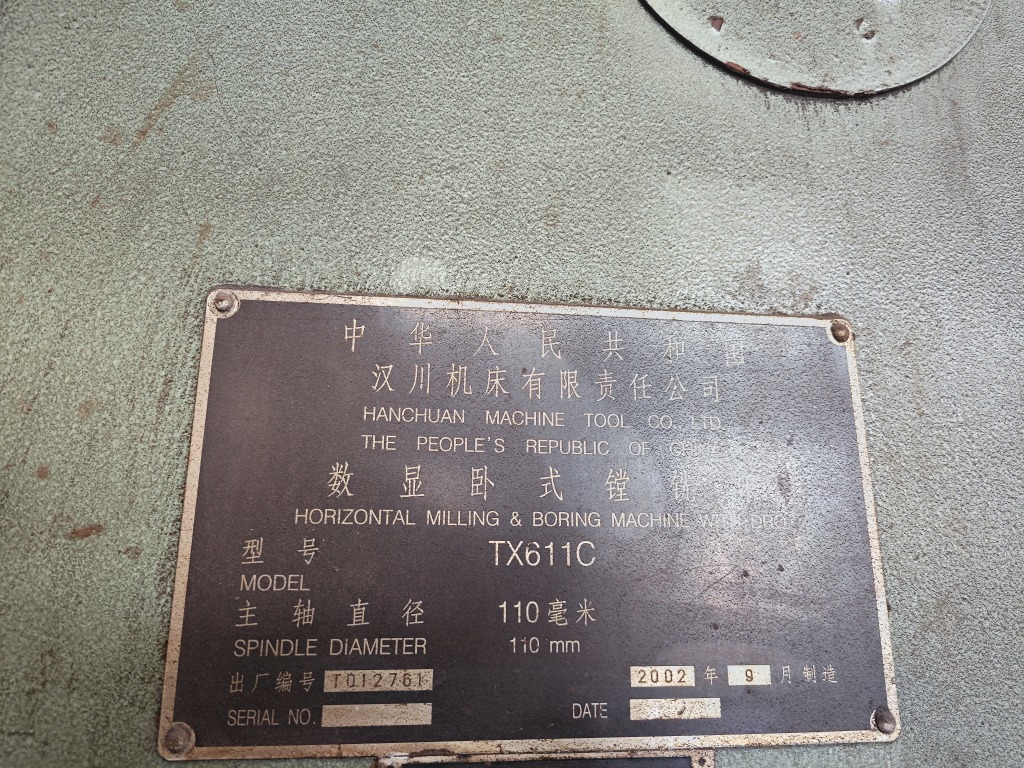 中华人民共和国
汉川机床有限责任公司
HANCHUAN MACHINE TOOL CO. LTD
THE PEOPLE'S REPUBLIC OF
数显卧式镗铣
HORIZONTAL MILLING & BORING MACHINE WITH DRO
型号 TX611C
MODEL
主轴直径 110毫米
SPINDLE DiAMETER 110 mm
出厂编号 T012761 2002 年 9 月制造
SERIAL NO. DATE